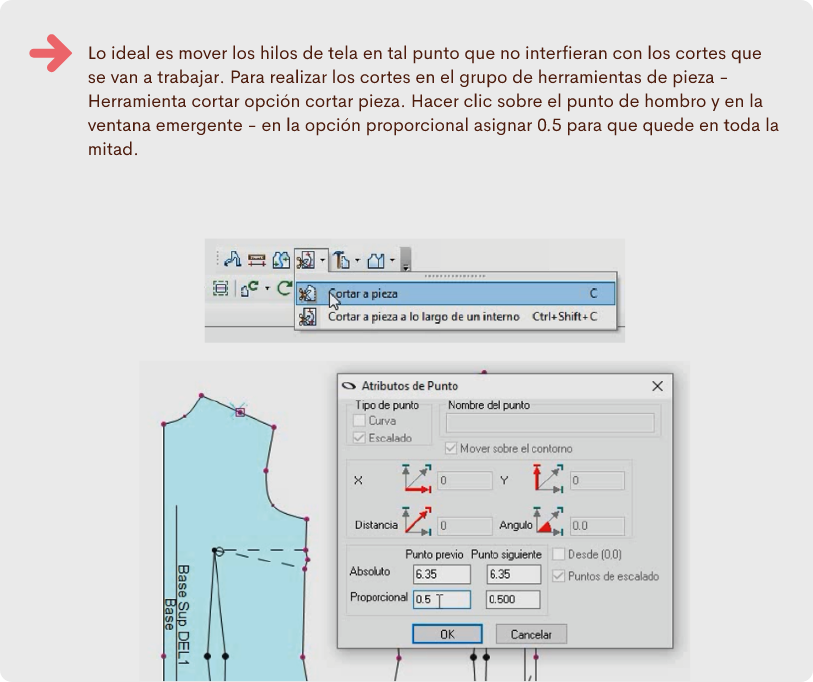 Lo ideal es mover los hilos de tela en tal punto que no interfieran con los cortes que
se van a trabajar. Para realizar los cortes en el grupo de herramientas de pieza -
Herramienta cortar opción cortar pieza. Hacer clic sobre el punto de hombro y en la
ventana emergente - en la opción proporcional asignar 0.5 para que quede en toda la
mitad.
Cortar a pieza C
Cortar a pieza a lo largo de un interno Ctrl+Shift+C
Atributos de Punto
Tipo de punto
Nombre del punto
Curva
Escalado
Mover sobre el contorno
X 0 Y 0
Distancia 0 Angulo 0.0
Punto previo Punto siguiente Desde (0,0)
Absoluto 6.35 6.35 Puntos de escalado
Proporcional 0.5 0.500
OK Cancelar
Base Sup DEL1
Base